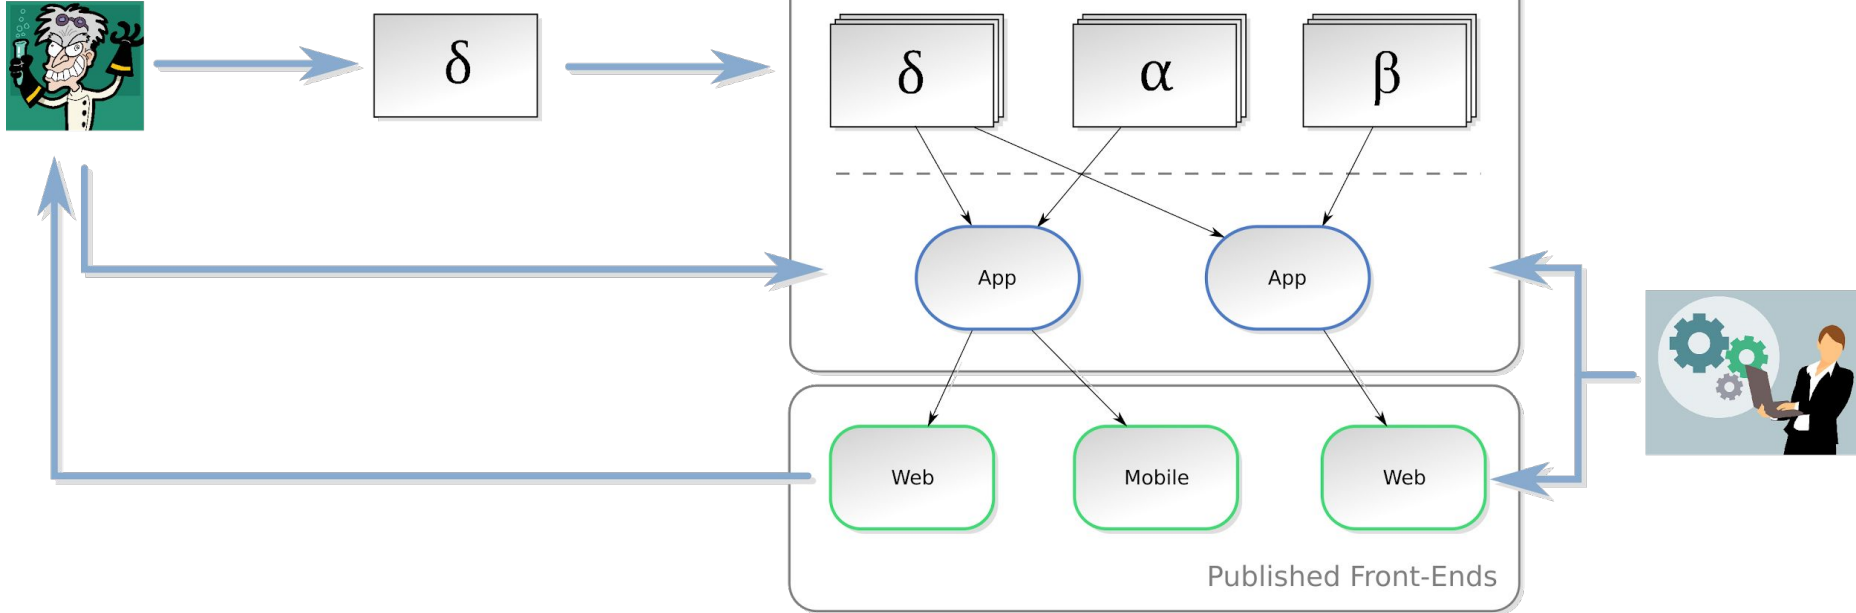 δ
δ
α
β
App
App
Web
Mobile
Web
Published Front-Ends